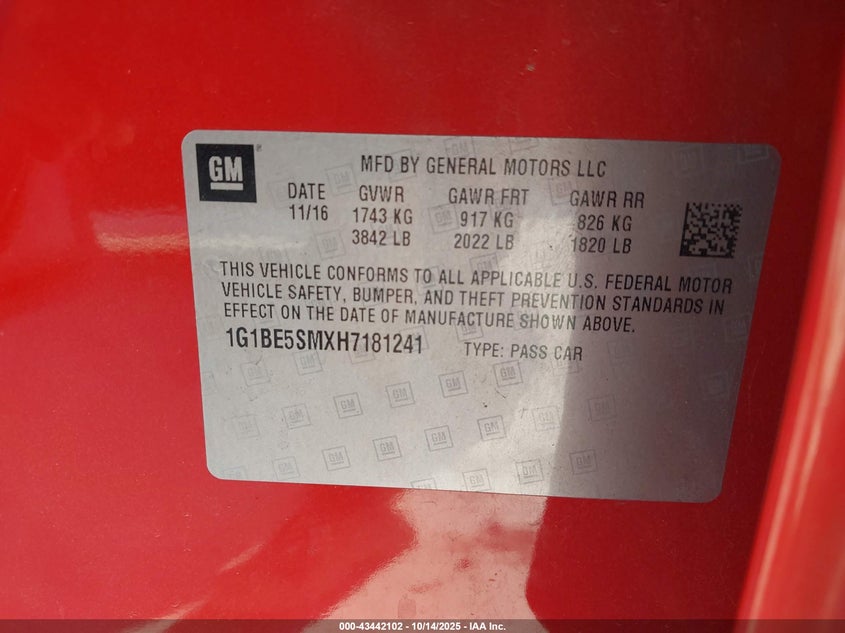 GM ® MFD BY GENERAL MOTORS LLC
DATE GVWR GAWR FRT GAWR RR
11/16 1743 KG 917 KG 826 KG
3842 LB 2022 LB 1820 LB
THIS VEHICLE CONFORMS TO ALL APPLICABLE U.S. FEDERAL MOTOR
VEHICLE SAFETY, BUMPER, AND THEFT PREVENTION STANDARDS IN
EFFECT ON THE DATE OF MANUFACTURE SHOWN ABOVE.
1G1BE5SMXH7181241 TYPE: PASS CAR
000-43442102 - 10/14/2025 - IAA Inc.